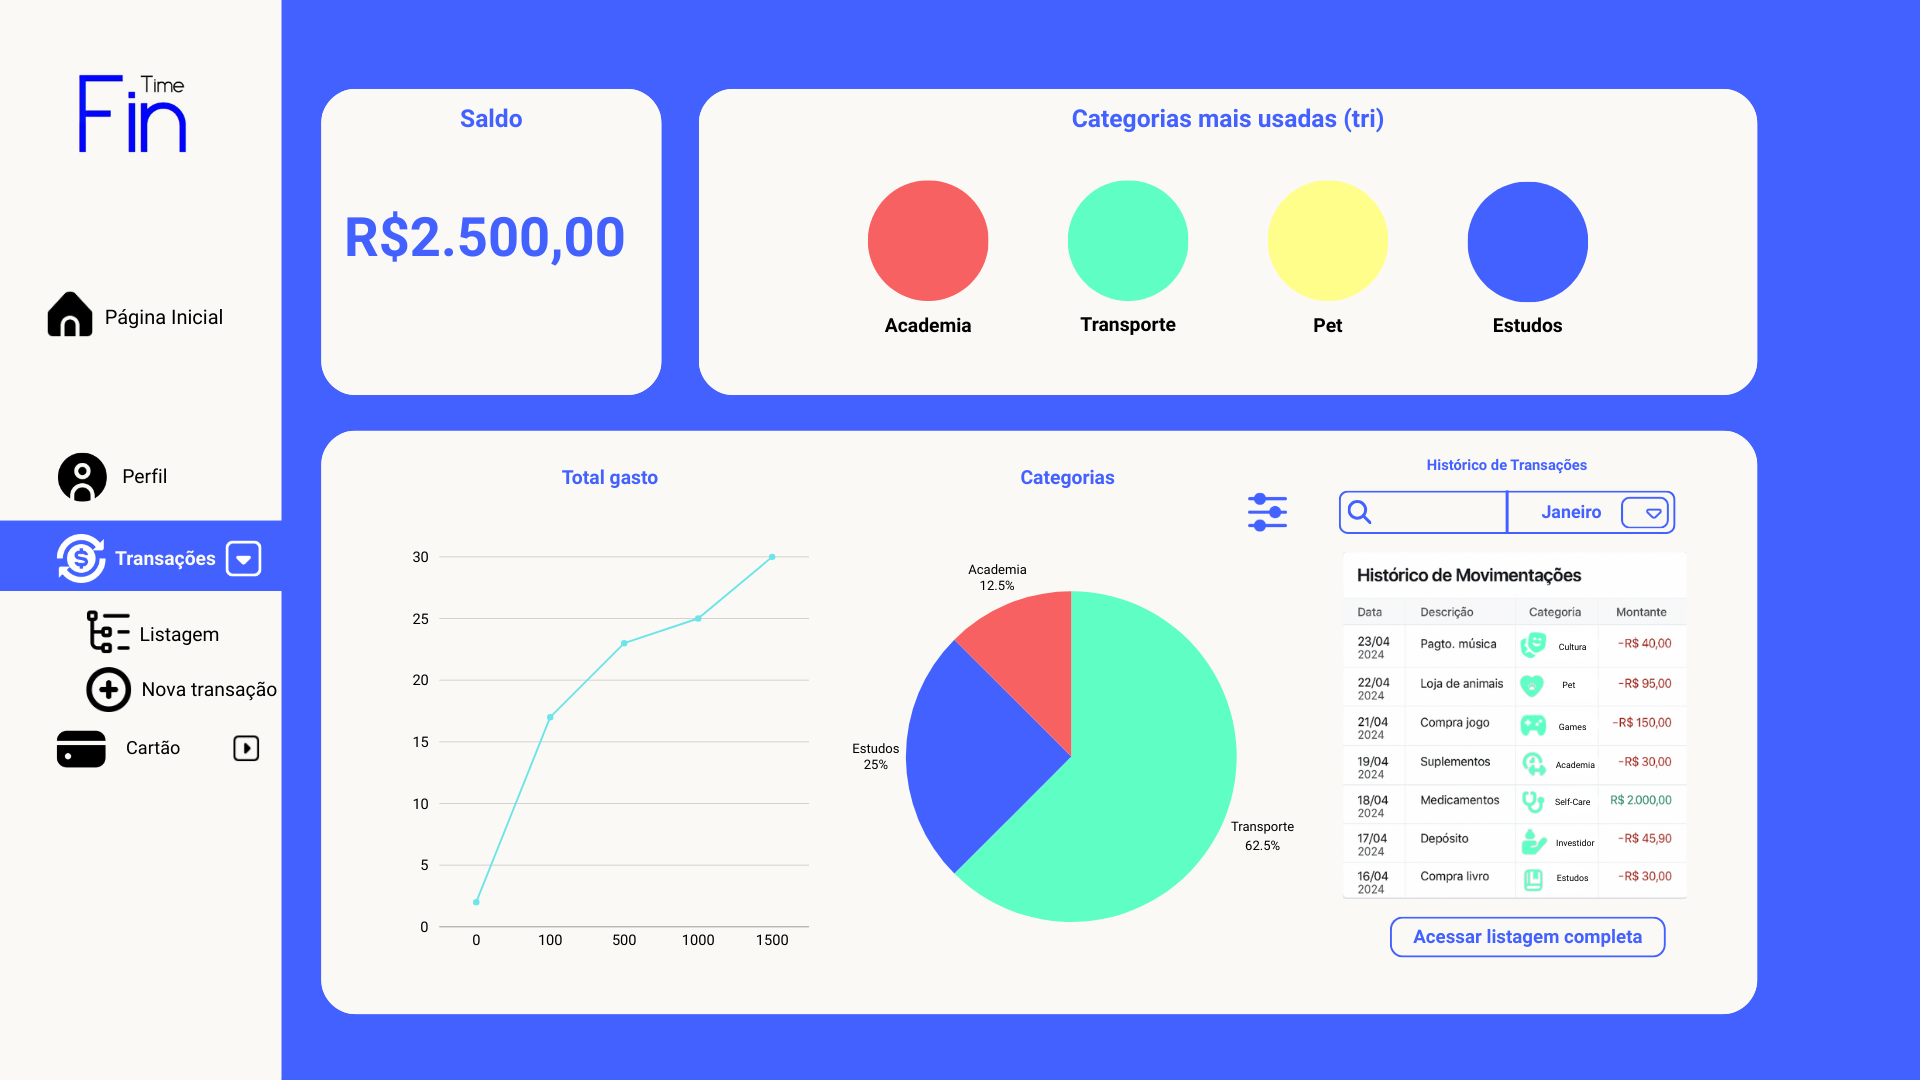 Time
Fin
Página Inicial
Perfil
Transações
Listagem
Nova transação
Cartão
Saldo
R$2.500,00
Categorias mais usadas (tri)
Academia
Transporte
Pet
Estudos
Total gasto
30
25
20
15
10
5
0
0 100 500 1000 1500
Categorias
Academia
12.5%
Estudos
25%
Transporte
62.5%
Histórico de Transações
Janeiro
Histórico de Movimentações
Data Descrição Categoria Montante
23/04 2024 Pagto. música Cultura -R$ 40,00
22/04 2024 Loja de animais Pet -R$ 95,00
21/04 2024 Compra jogo Games -R$ 150,00
19/04 2024 Suplementos Academia -R$ 30,00
18/04 2024 Medicamentos Self-Care R$ 2.000,00
17/04 2024 Depósito Investidor -R$ 45,90
16/04 2024 Compra livro Estudos -R$ 30,00
Acessar listagem completa